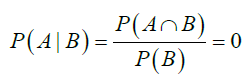 P(A | B) = P(A ∩ B) / P(B) = 0